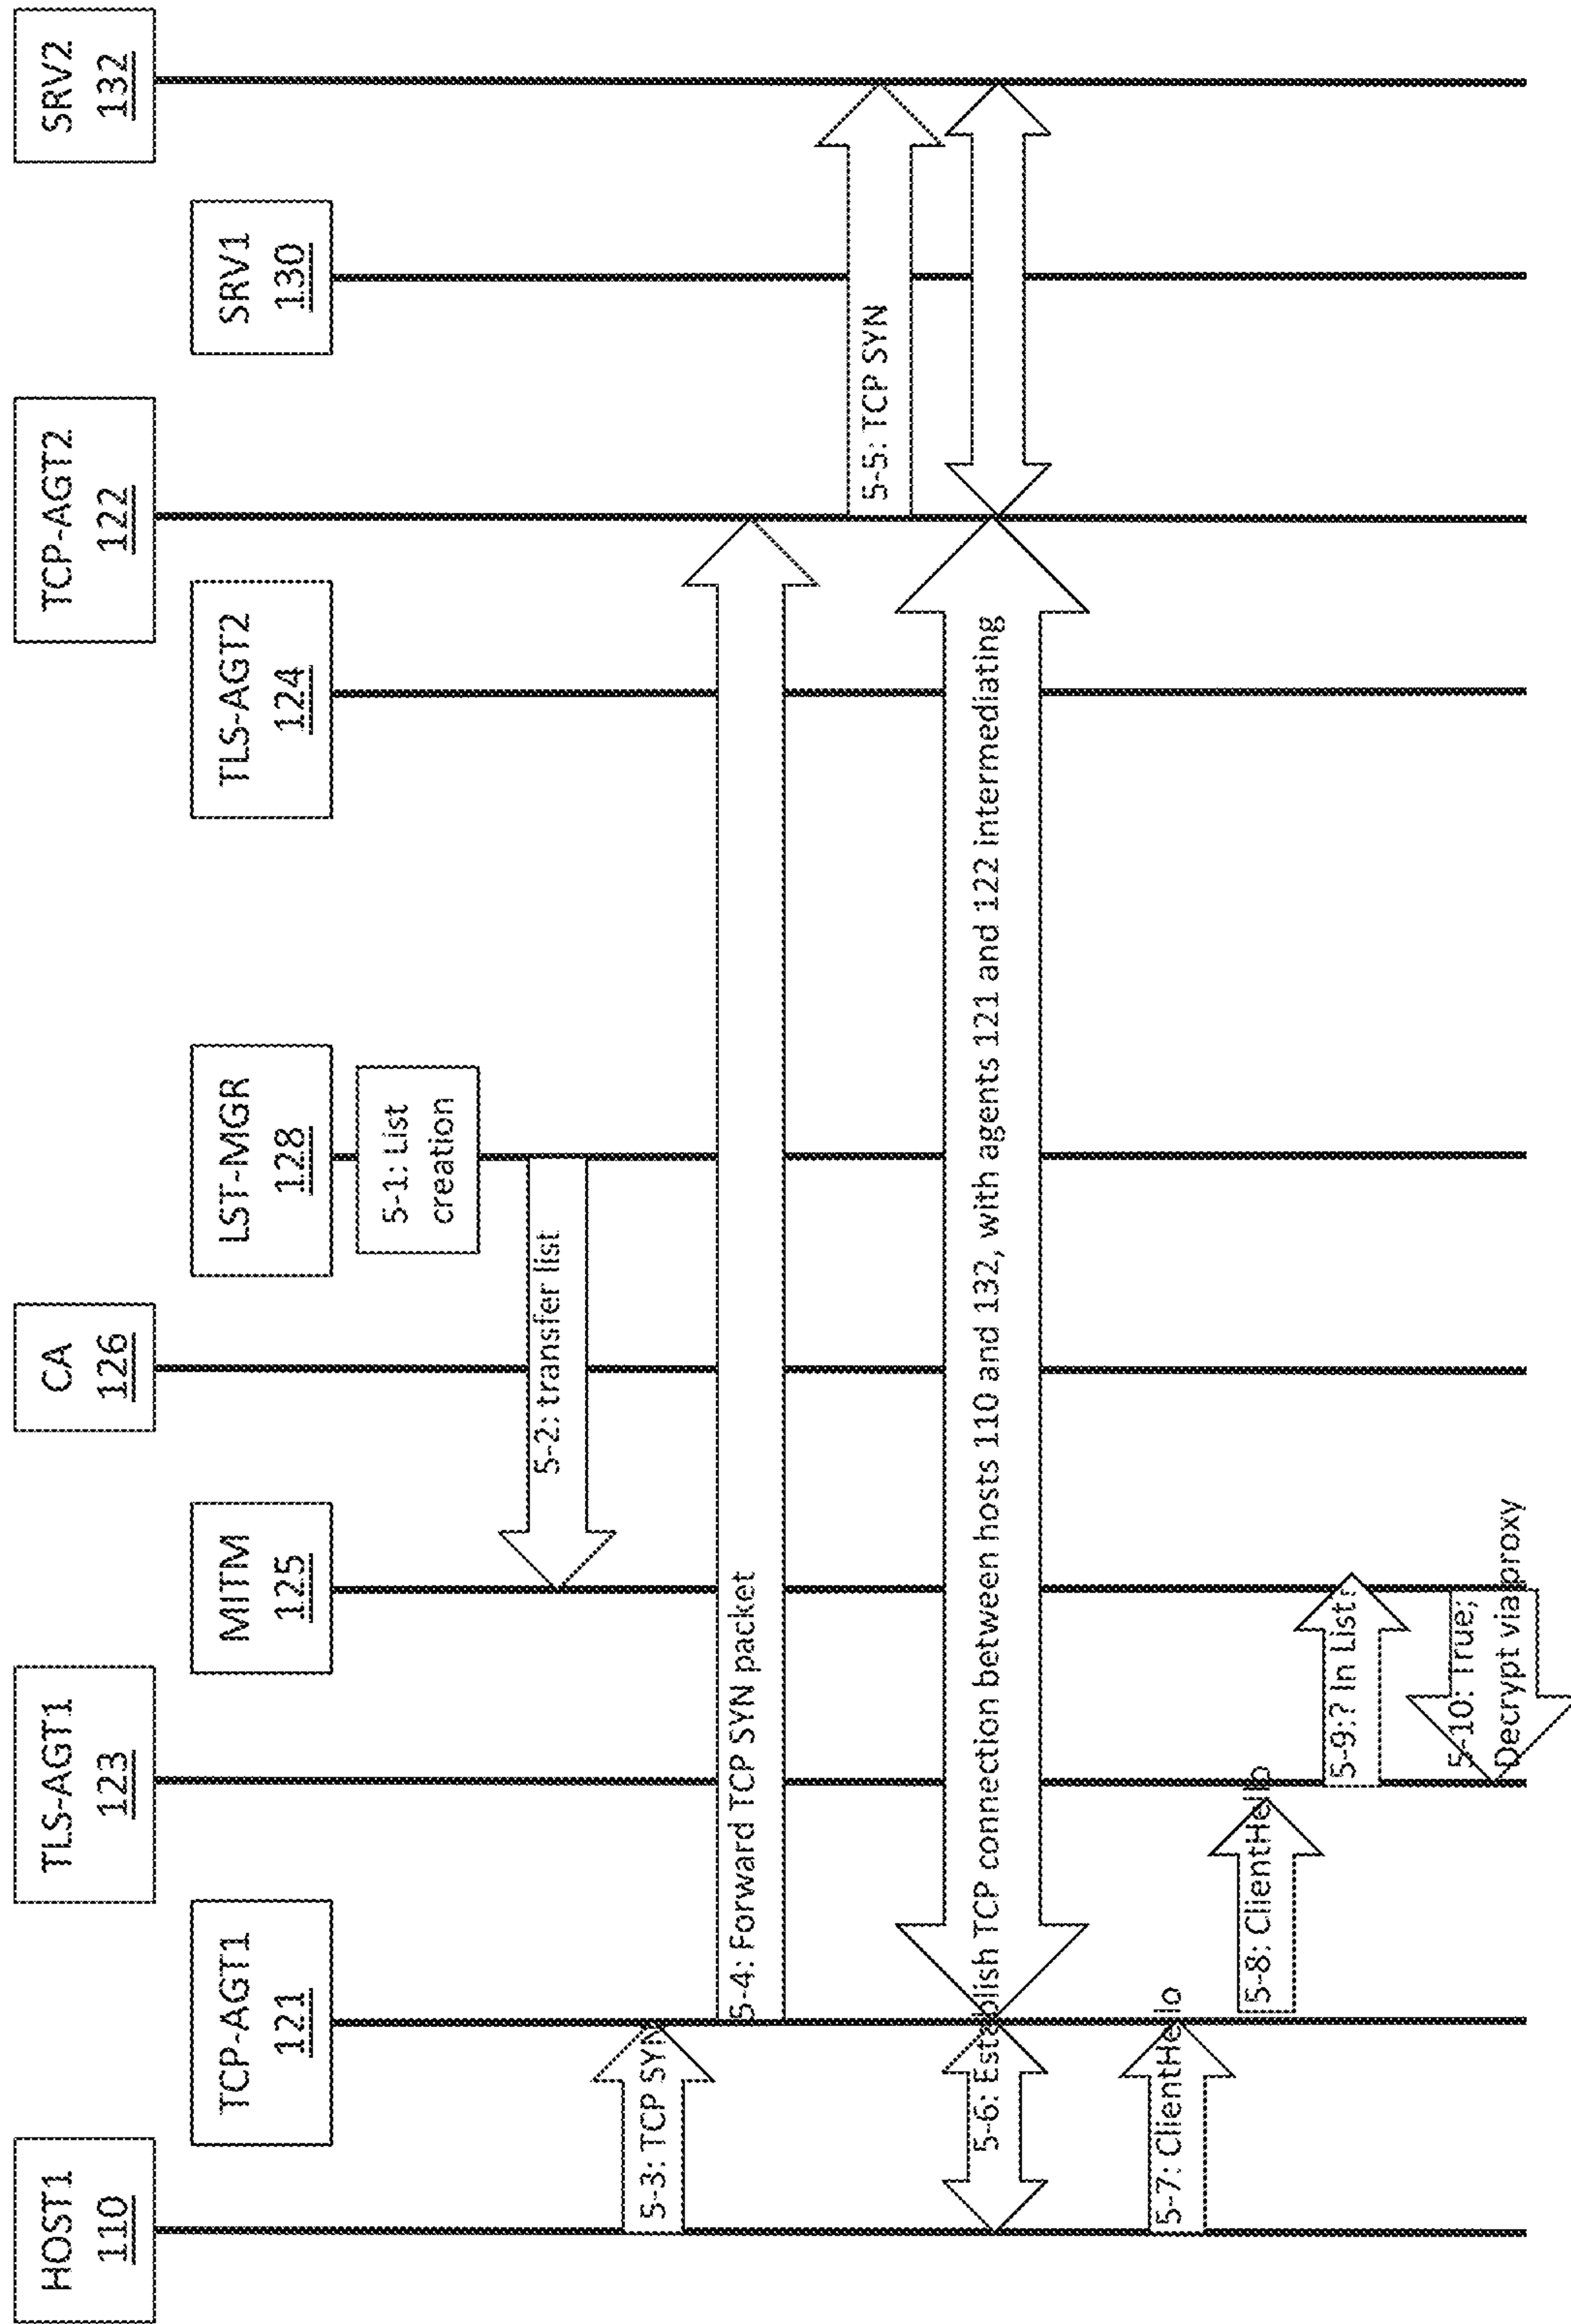 HOST1
110
TCP-AGT1
121
TLS-AGT1
123
MITM
125
CA
126
LST-MGR
128
TLS-AGT2
124
TCP-AGT2
122
SRV1
130
SRV2
132
5-1: List
creation
5-2: transfer list
5-3: TCP SYN
5-4: Forward TCP SYN packet
5-5: TCP SYN
5-6: Establish TCP connection between hosts 110 and 132, with agents 121 and 122 intermediating
5-7: ClientHello
5-8: ClientHello
5-9:? In List:
5-10: True;
Decrypt via proxy